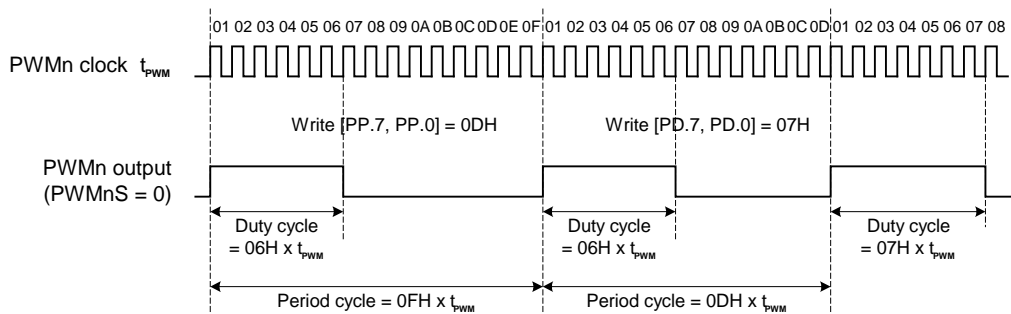 01 02 03 04 05 06 07 08 09 0A 0B 0C 0D 0E 0F 01 02 03 04 05 06 07 08 09 0A 0B 0C 0D 01 02 03 04 05 06 07 08
PWMn clock tPWM
Write [PP.7, PP.0] = 0DH Write [PD.7, PD.0] = 07H
PWMn output
(PWMnS = 0)
Duty cycle Duty cycle Duty cycle
= 06H x tPWM = 06H x tPWM = 07H x tPWM
Period cycle = 0FH x tPWM Period cycle = 0DH x tPWM